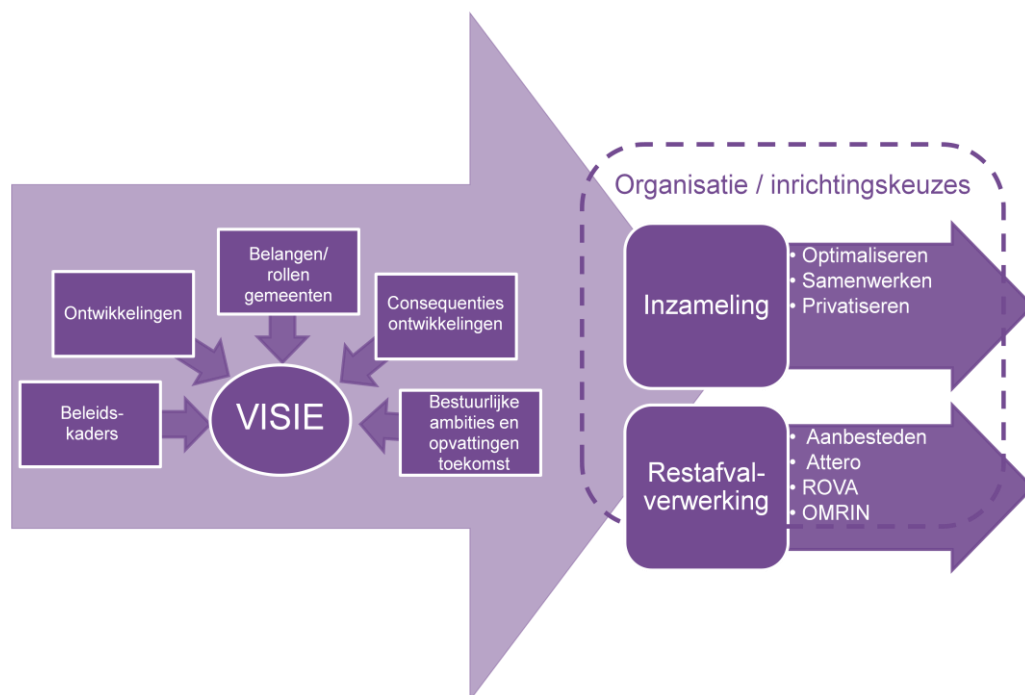 Organisatie / inrichtingskeuzes
Belangen/
rollen
gemeenten
Ontwikkelingen
Consequenties
ontwikkelingen
Beleids-
kaders
VISIE
Bestuurlijke
ambities en
opvattingen
toekomst
Inzameling
• Optimaliseren
• Samenwerken
• Privatiseren
Restafval-
verwerking
• Aanbesteden
• Attero
• ROVA
• OMRIN